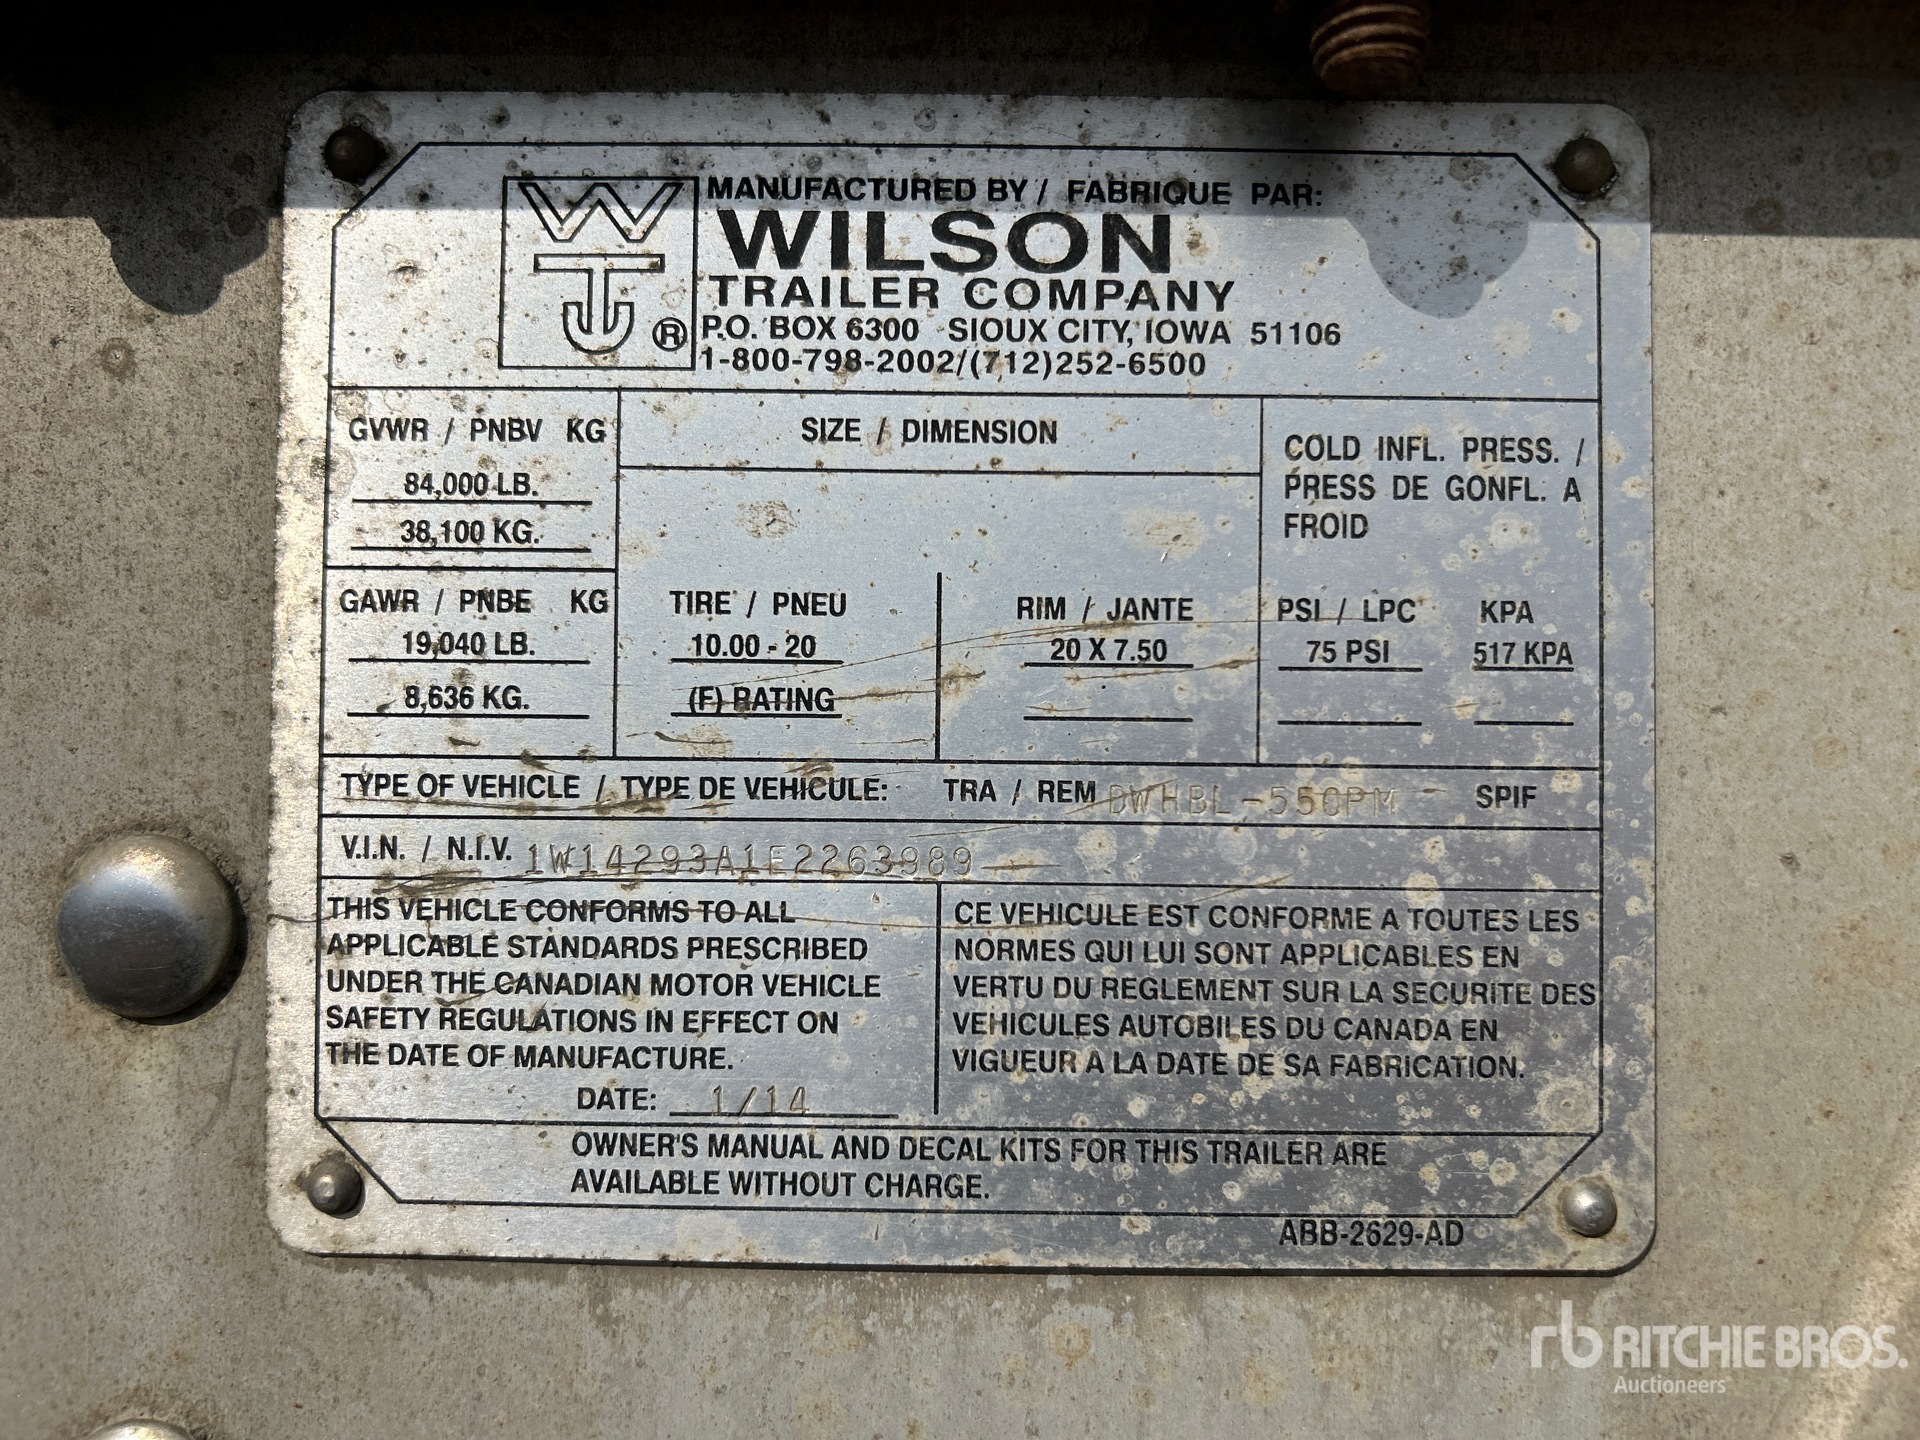 MANUFACTURED BY / FABRIQUE PAR:
WILSON
TRAILER COMPANY
P.O. BOX 6300 SIOUX CITY, IOWA 51106
1-800-798-2002/(712)252-6500
WTJ ®
GVWR / PNBV KG
84,000 LB.
38,100 KG.
SIZE / DIMENSION
COLD INFL. PRESS. /
PRESS DE GONFL. A
FROID
GAWR / PNBE KG
19,040 LB.
8,636 KG.
TIRE / PNEU
10.00 - 20
(F) RATING
RIM / JANTE
20 X 7.50
PSI / LPC KPA
75 PSI 517 KPA
TYPE OF VEHICLE / TYPE DE VEHICULE: TRA / REM DWHBL-550PM SPIF
V.I.N. / N.I.V. 1W14293A1E2263989
THIS VEHICLE CONFORMS TO ALL
APPLICABLE STANDARDS PRESCRIBED
UNDER THE CANADIAN MOTOR VEHICLE
SAFETY REGULATIONS IN EFFECT ON
THE DATE OF MANUFACTURE.
DATE: 1/14
CE VEHICULE EST CONFORME A TOUTES LES
NORMES QUI LUI SONT APPLICABLES EN
VERTU DU REGLEMENT SUR LA SECURITE DES
VEHICULES AUTOBILES DU CANADA EN
VIGUEUR A LA DATE DE SA FABRICATION.
OWNER'S MANUAL AND DECAL KITS FOR THIS TRAILER ARE
AVAILABLE WITHOUT CHARGE.
ABB-2629-AD
rb RITCHIE BROS.
Auctioneers